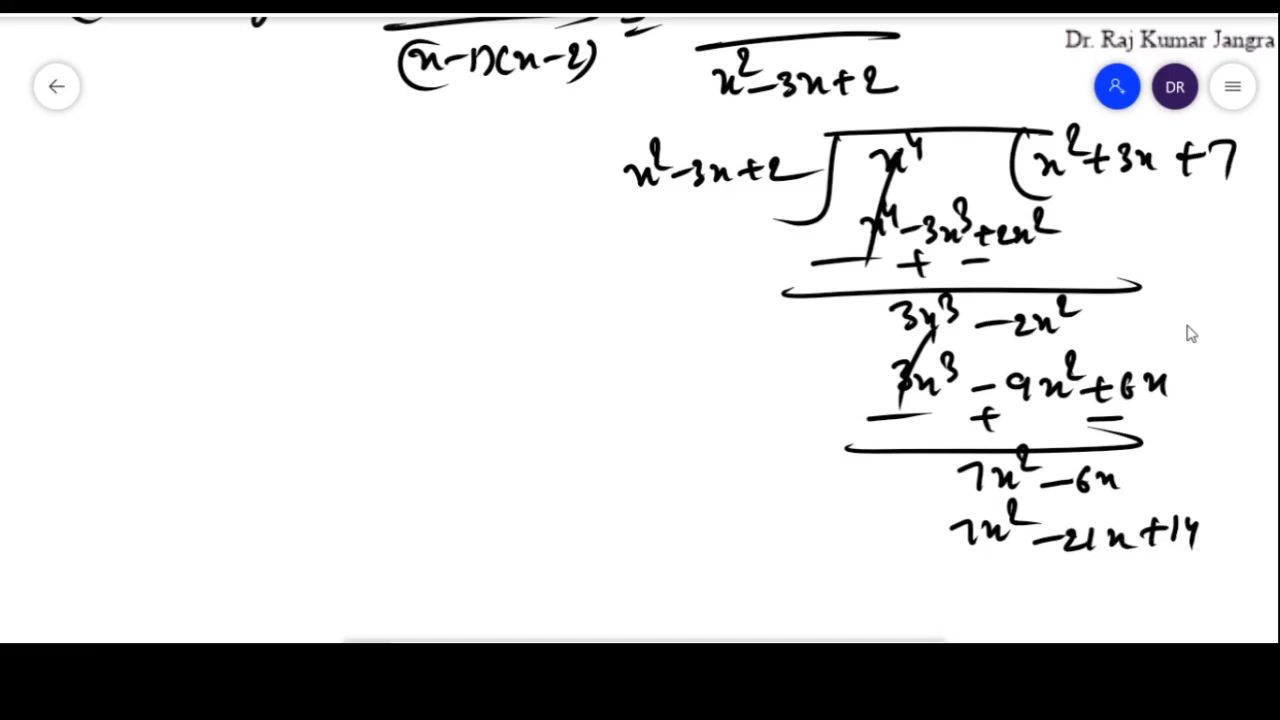 Dr. Raj Kumar Jangra
DR
(x-1)(x-2) =
x²-3x+2
x²-3x+2 x⁴ (x²+3x+7
x⁴-3x³+2x²
- + -
3x³-2x²
3x³-9x²+6x
- + -
7x²-6x
7x²-21x+14